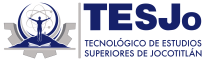 TESJo
TECNOLÓGICO DE ESTUDIOS
SUPERIORES DE JOCOTITLÁN